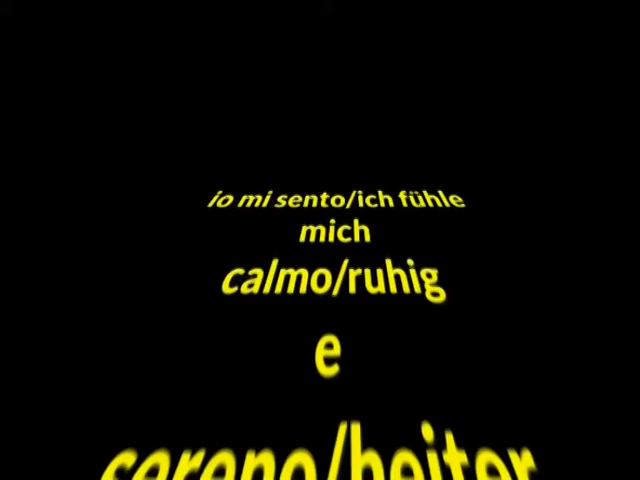 io mi sento/ich fühle
mich
calmo/ruhig
e
sereno/heiter